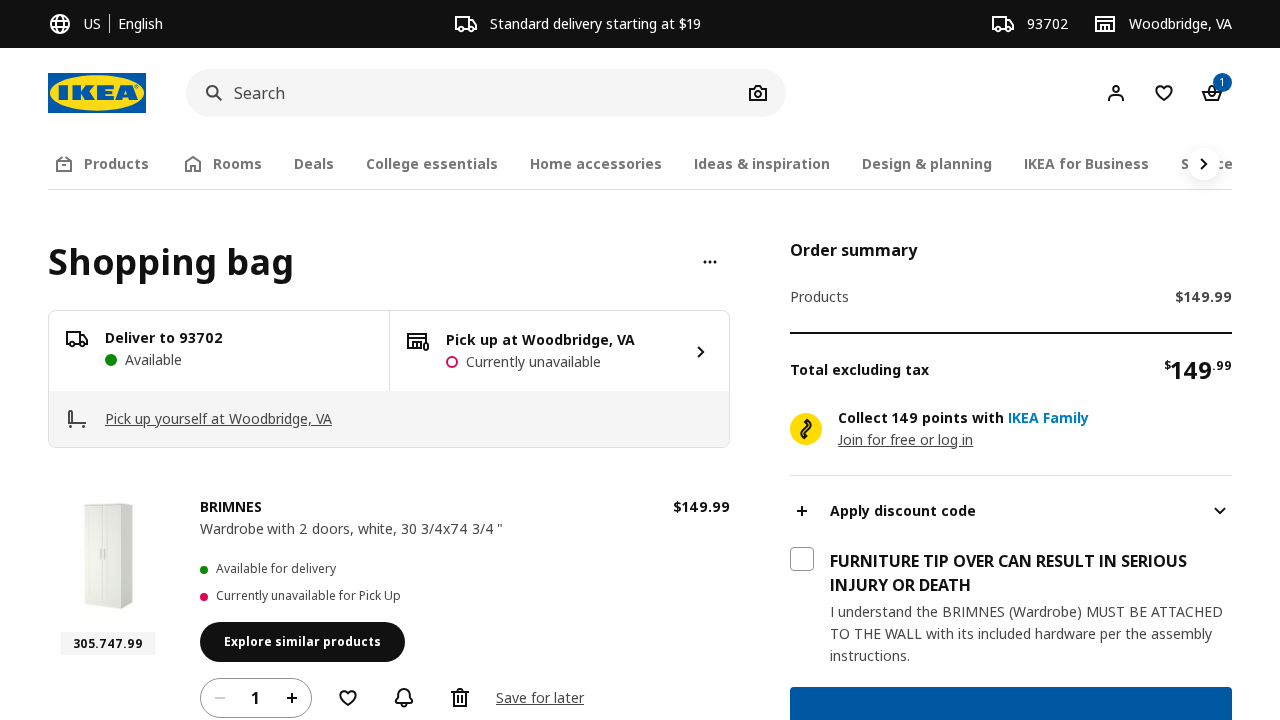 US
English
Standard delivery starting at $19
93702
Woodbridge, VA
IKEA
Search
1
Products
Rooms
Deals
College essentials
Home accessories
Ideas & inspiration
Design & planning
IKEA for Business
Shopping bag
Deliver to 93702
Available
Pick up at Woodbridge, VA
Currently unavailable
Pick up yourself at Woodbridge, VA
BRIMNES
$149.99
Wardrobe with 2 doors, white, 30 3/4x74 3/4 "
Available for delivery
Currently unavailable for Pick Up
305.747.99
Explore similar products
1
Save for later
Order summary
Products
$149.99
Total excluding tax
$149.99
Collect 149 points with IKEA Family
Join for free or log in
Apply discount code
FURNITURE TIP OVER CAN RESULT IN SERIOUS
INJURY OR DEATH
I understand the BRIMNES (Wardrobe) MUST BE ATTACHED
TO THE WALL with its included hardware per the assembly
instructions.